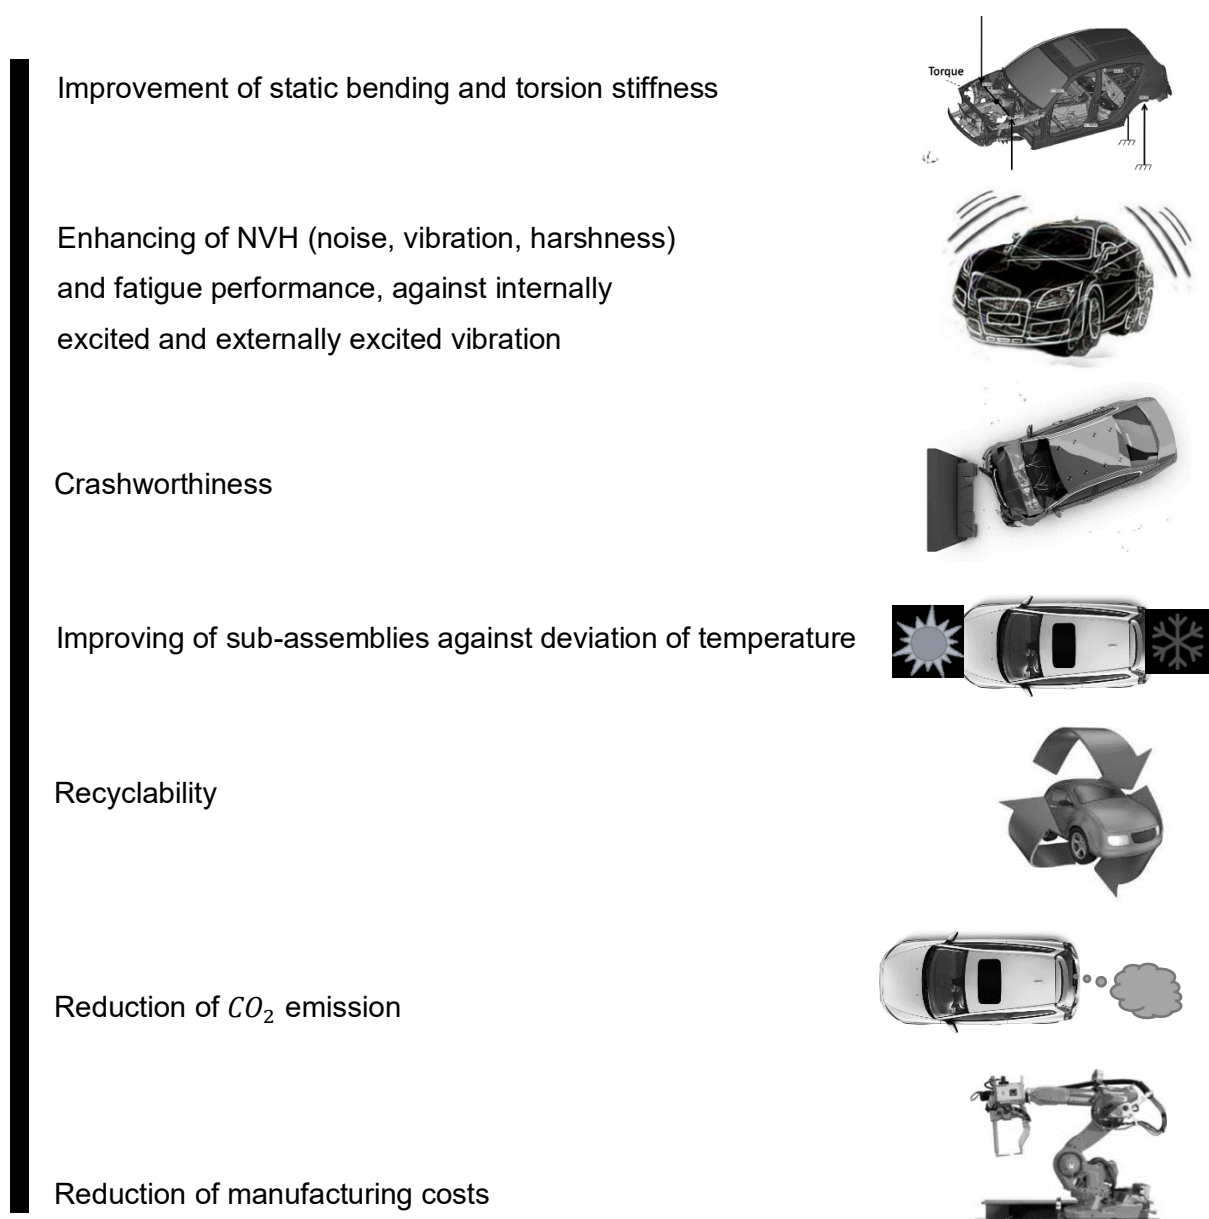 Improvement of static bending and torsion stiffness
Torque
Enhancing of NVH (noise, vibration, harshness)
and fatigue performance, against internally
excited and externally excited vibration
Crashworthiness
Improving of sub-assemblies against deviation of temperature
Recyclability
Reduction of CO₂ emission
Reduction of manufacturing costs